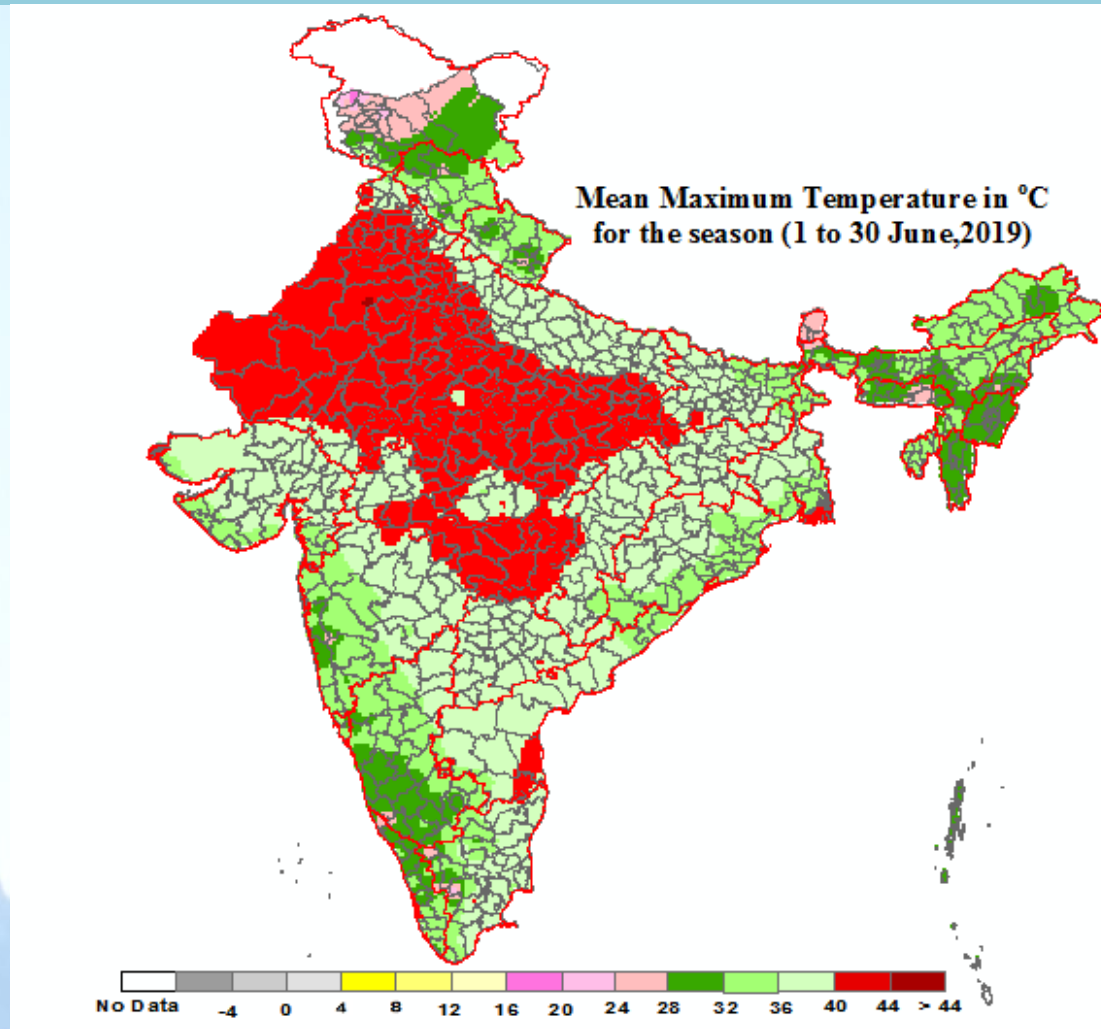 Mean Maximum Temperature in °C
for the season (1 to 30 June,2019)
No Data -4 0 4 8 12 16 20 24 28 32 36 40 44 > 44